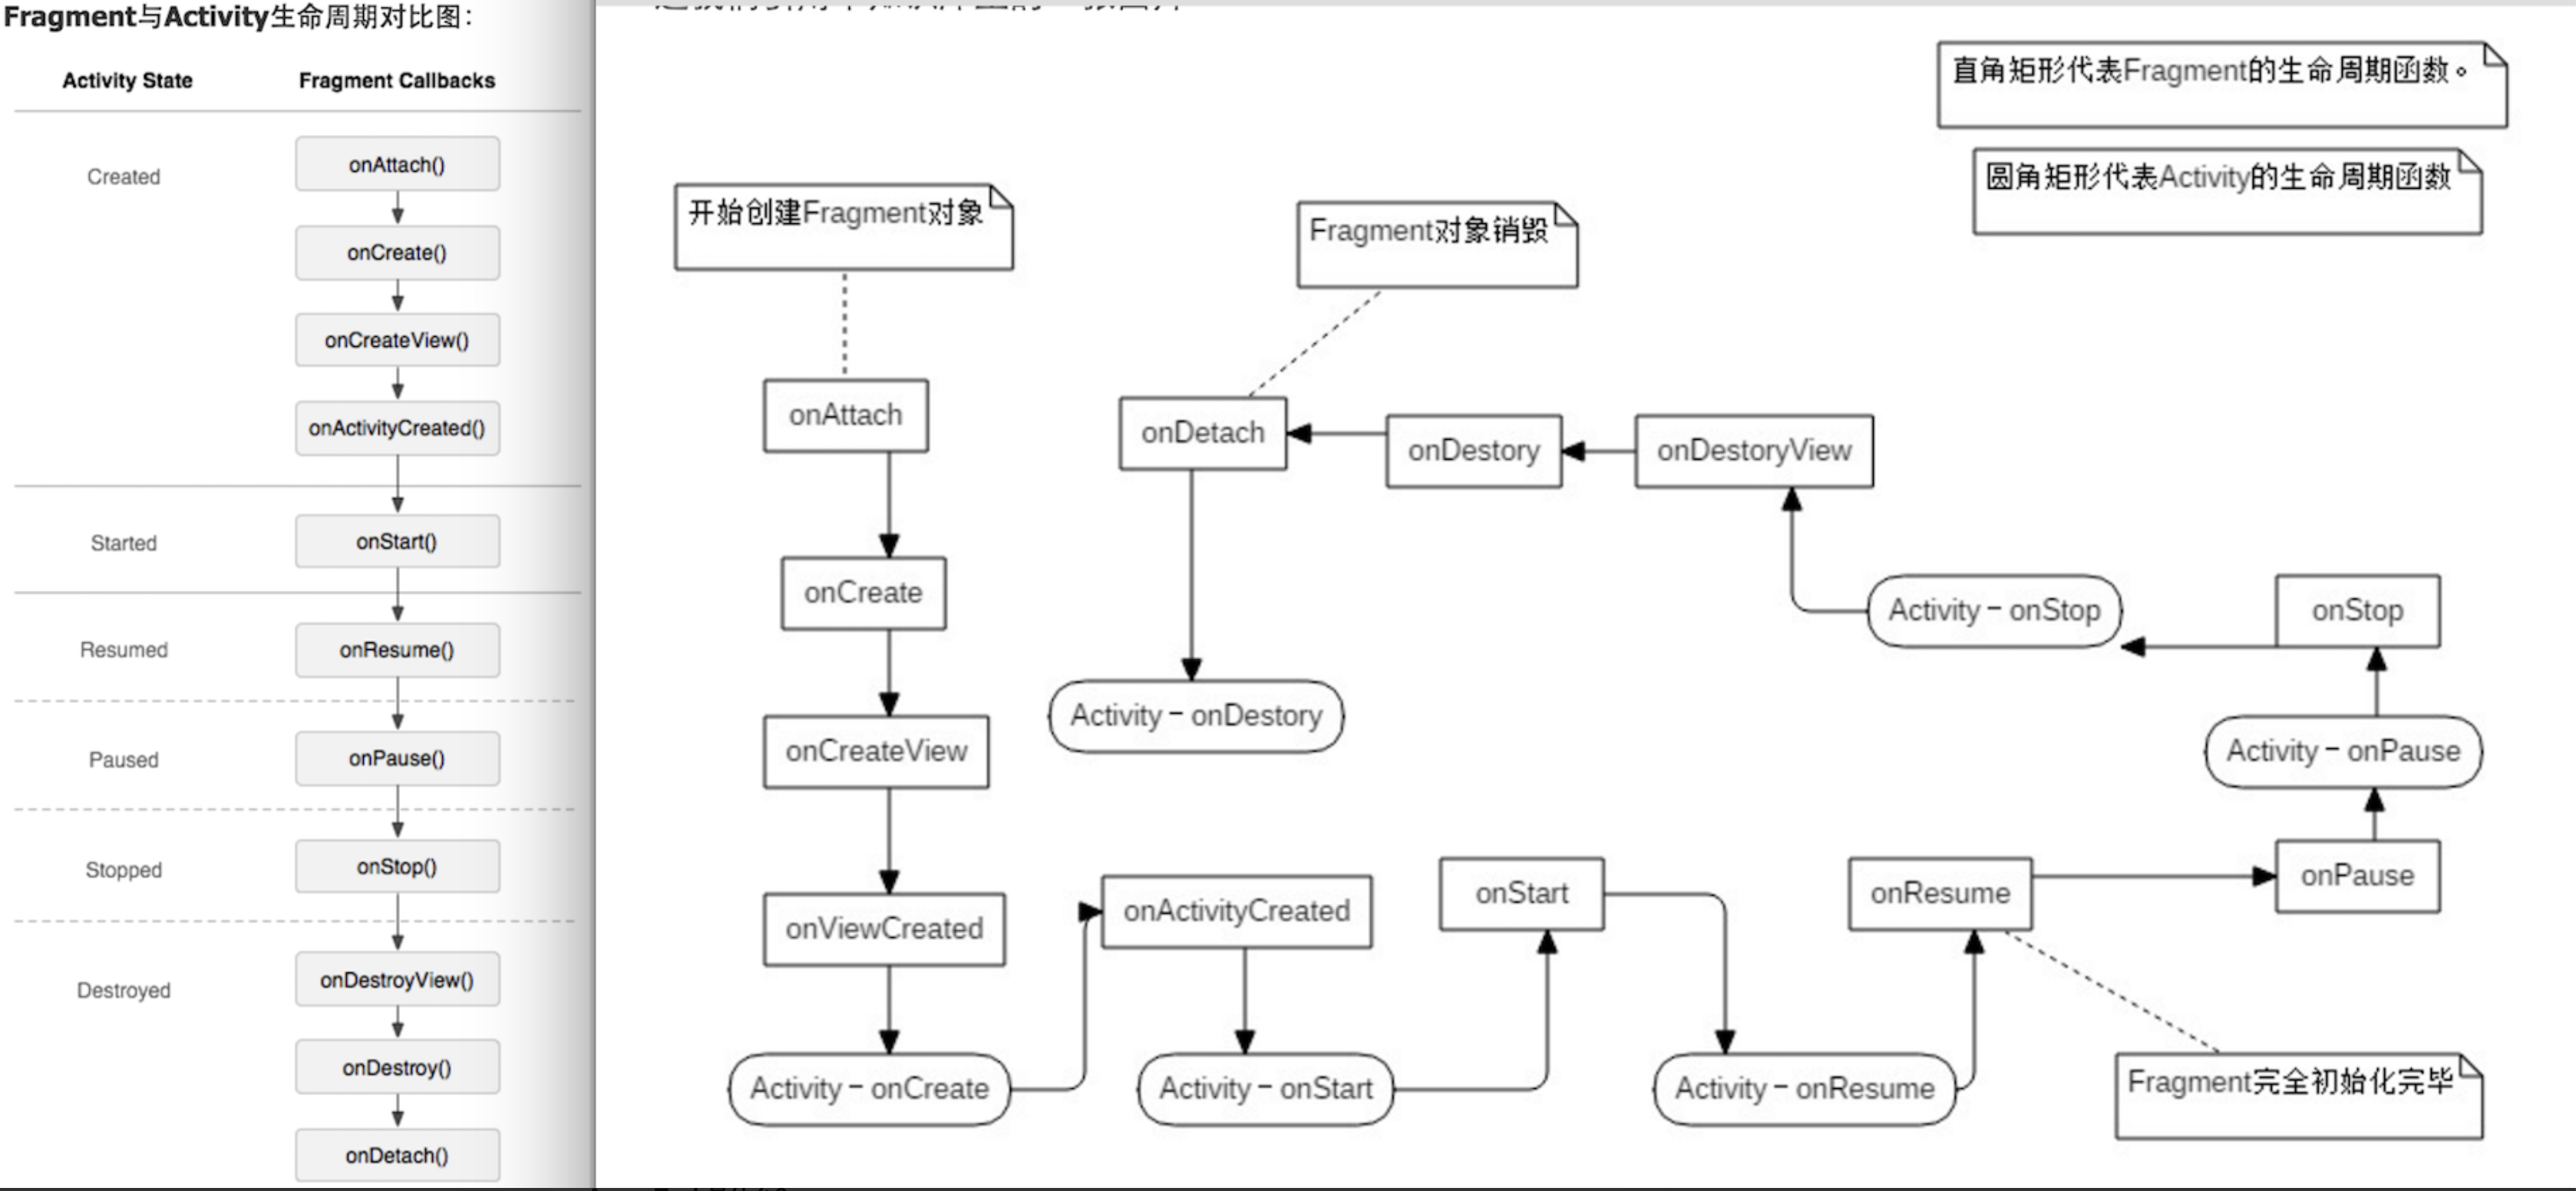 Fragment与Activity生命周期对比图：
Activity State
Fragment Callbacks
Created
onAttach()
onCreate()
onCreateView()
onActivityCreated()
Started
onStart()
Resumed
onResume()
Paused
onPause()
Stopped
onStop()
Destroyed
onDestroyView()
onDestroy()
onDetach()
直角矩形代表Fragment的生命周期函数。
圆角矩形代表Activity的生命周期函数
开始创建Fragment对象
Fragment对象销毁
onAttach
onDetach
onDestory
onDestoryView
onCreate
Activity – onStop
onStop
onCreateView
Activity – onDestory
Activity – onPause
onViewCreated
onActivityCreated
onStart
onResume
onPause
Activity – onCreate
Activity – onStart
Activity – onResume
Fragment完全初始化完毕